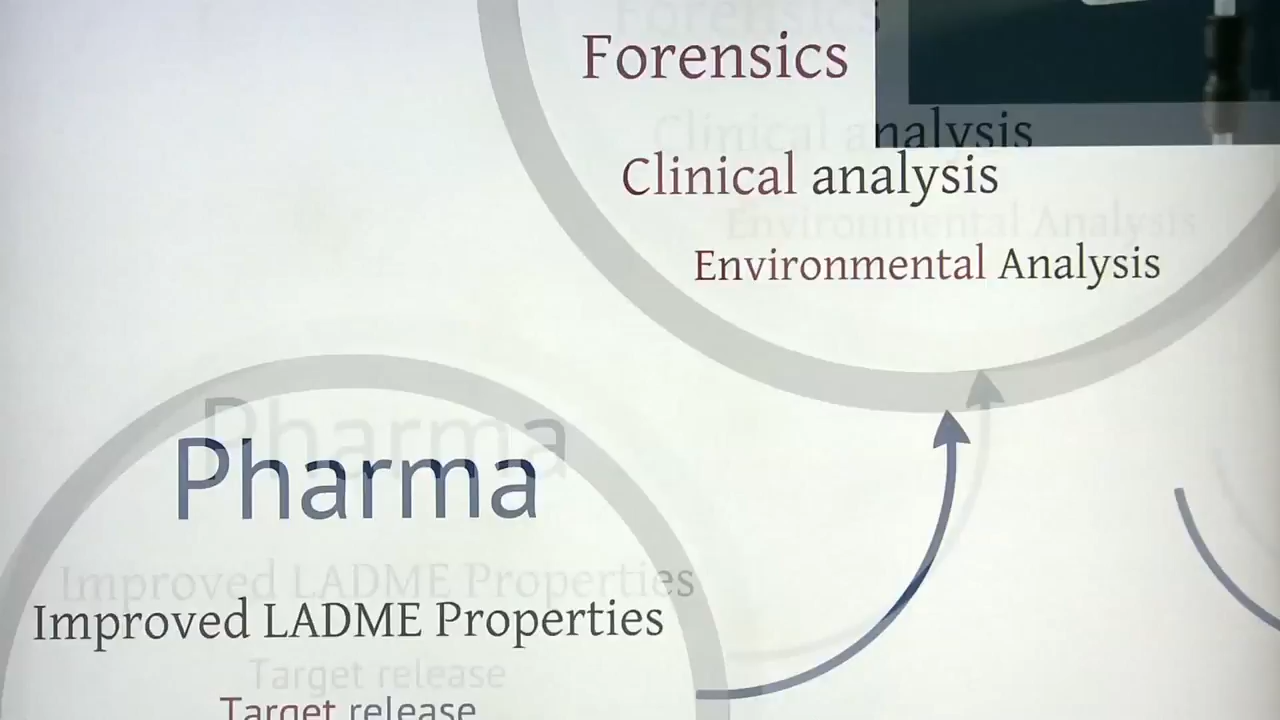 Forensics
Clinical analysis
Environmental Analysis
Pharma
Improved LADME Properties
Target release